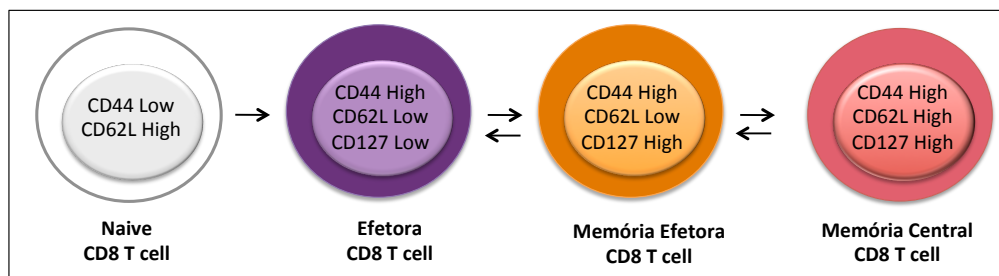 CD44 Low
CD62L High
Naive
CD8 T cell
CD44 High
CD62L Low
CD127 Low
Efetora
CD8 T cell
CD44 High
CD62L Low
CD127 High
Memória Efetora
CD8 T cell
CD44 High
CD62L High
CD127 High
Memória Central
CD8 T cell